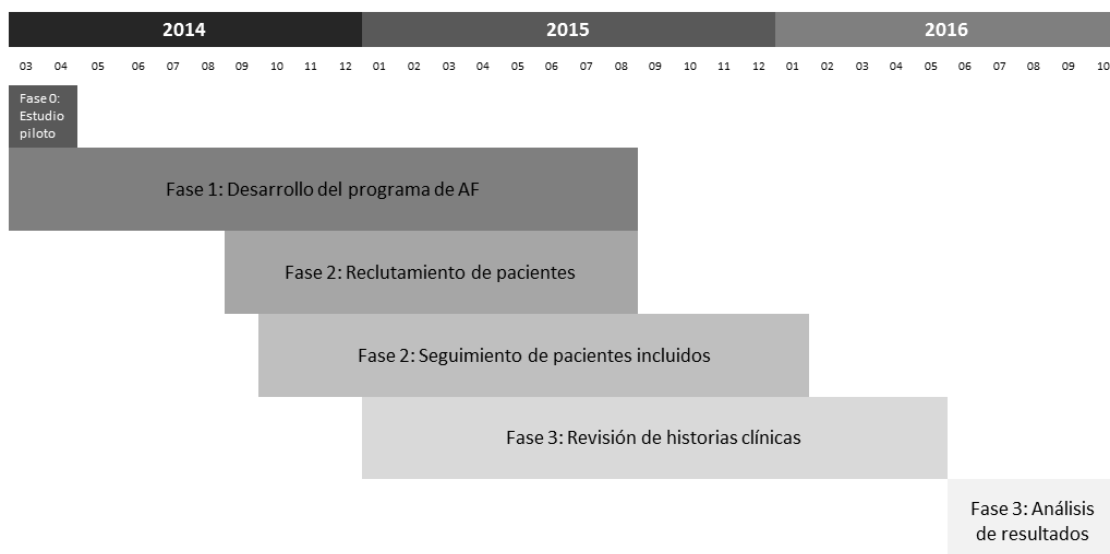 2014 2015 2016
03 04 05 06 07 08 09 10 11 12 01 02 03 04 05 06 07 08 09 10 11 12 01 02 03 04 05 06 07 08 09 10
Fase 0:
Estudio
piloto
Fase 1: Desarrollo del programa de AF
Fase 2: Reclutamiento de pacientes
Fase 2: Seguimiento de pacientes incluidos
Fase 3: Revisión de historias clínicas
Fase 3: Análisis
de resultados